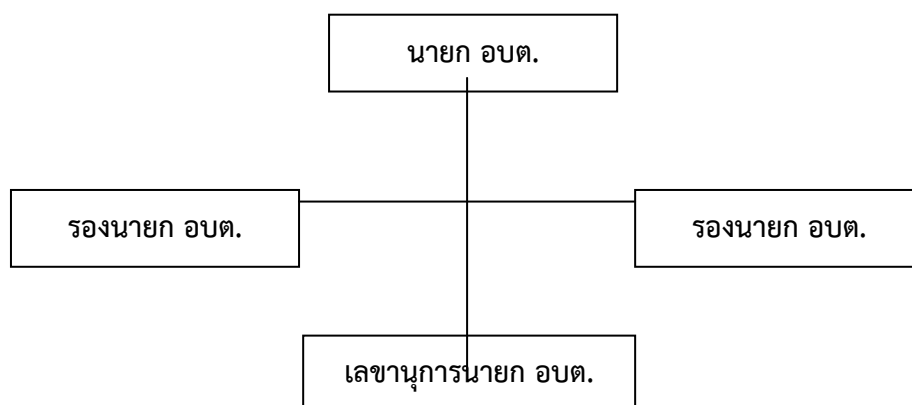 นายก อบต.
รองนายก อบต.
รองนายก อบต.
เลขานุการนายก อบต.